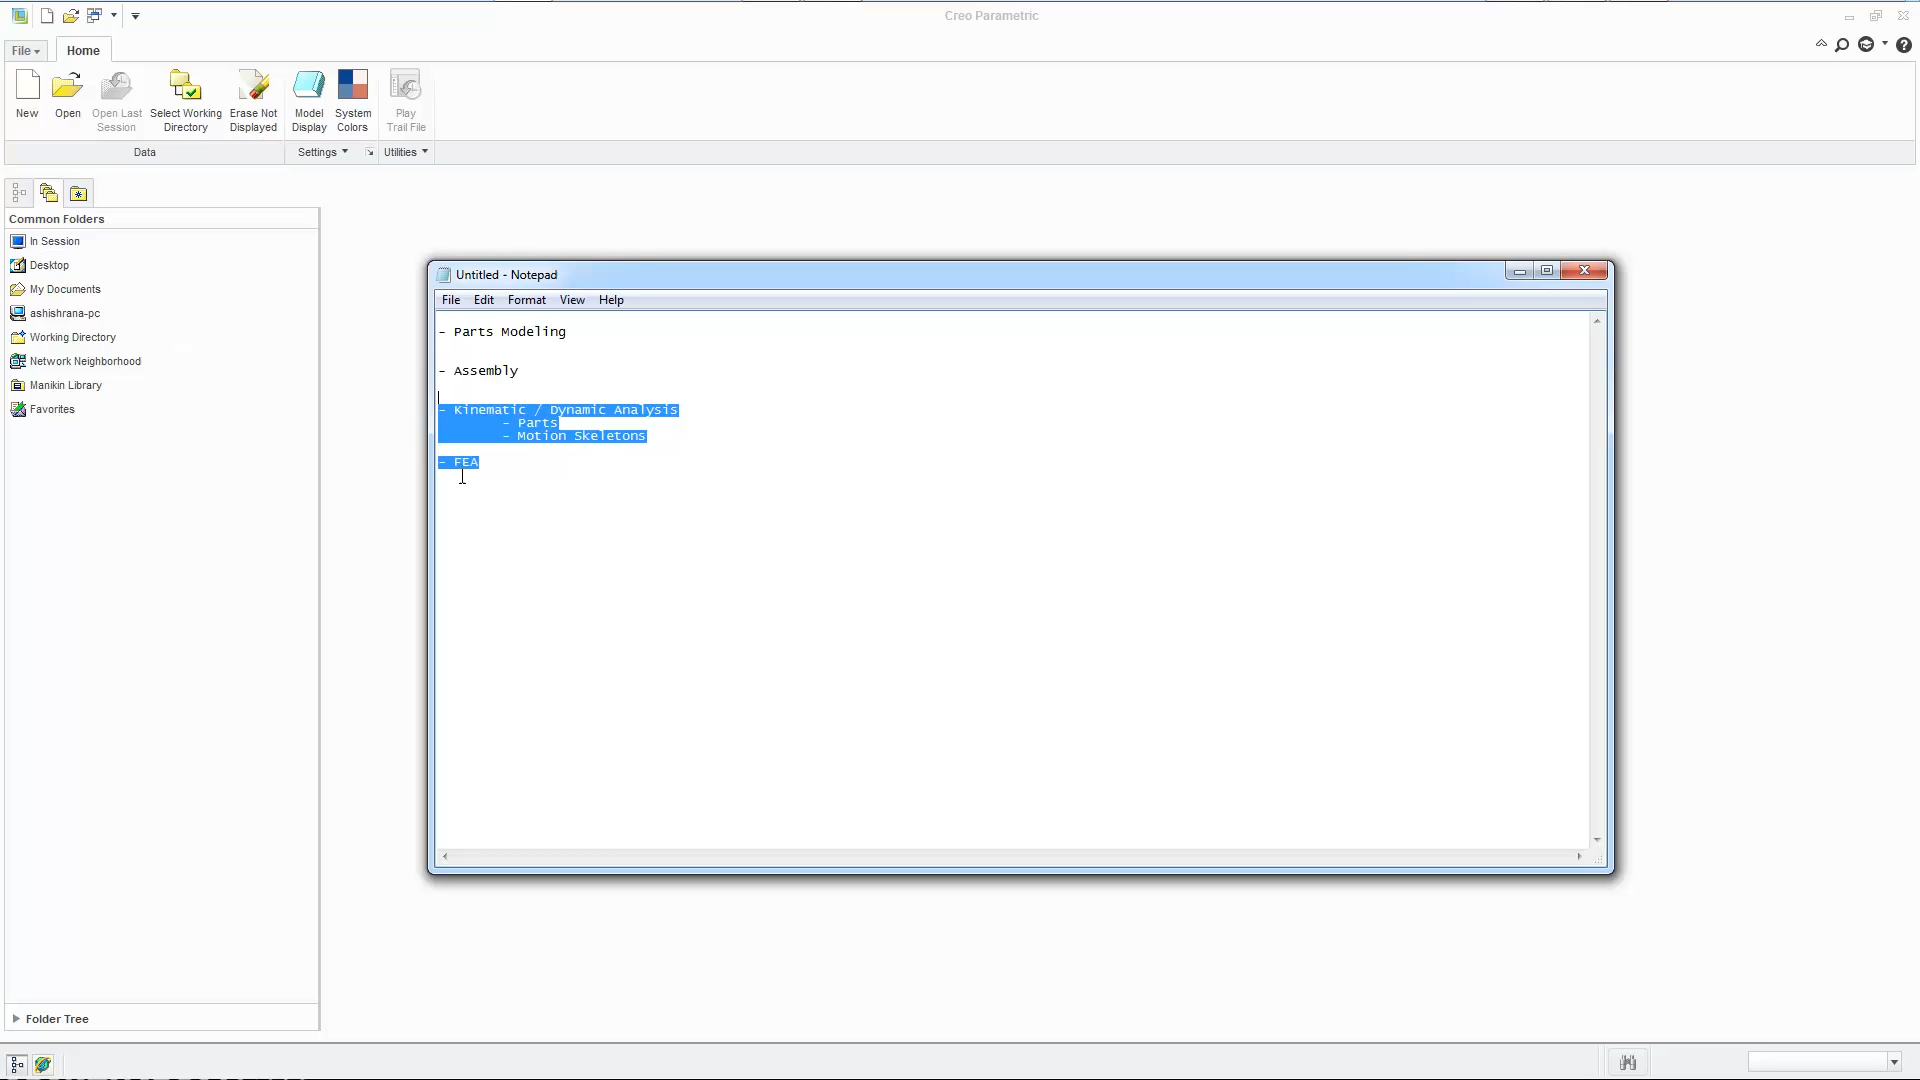 Creo Parametric
File
Home
New
Open
Open Last
Session
Select Working
Directory
Erase Not
Displayed
Model
Display
System
Colors
Play
Trail File
Data
Settings
Utilities
Common Folders
In Session
Desktop
My Documents
ashishrana-pc
Working Directory
Network Neighborhood
Manikin Library
Favorites
Folder Tree
Untitled - Notepad
File Edit Format View Help
- Parts Modeling
- Assembly
- Kinematic / Dynamic Analysis
- Parts
- Motion Skeletons
- FEA